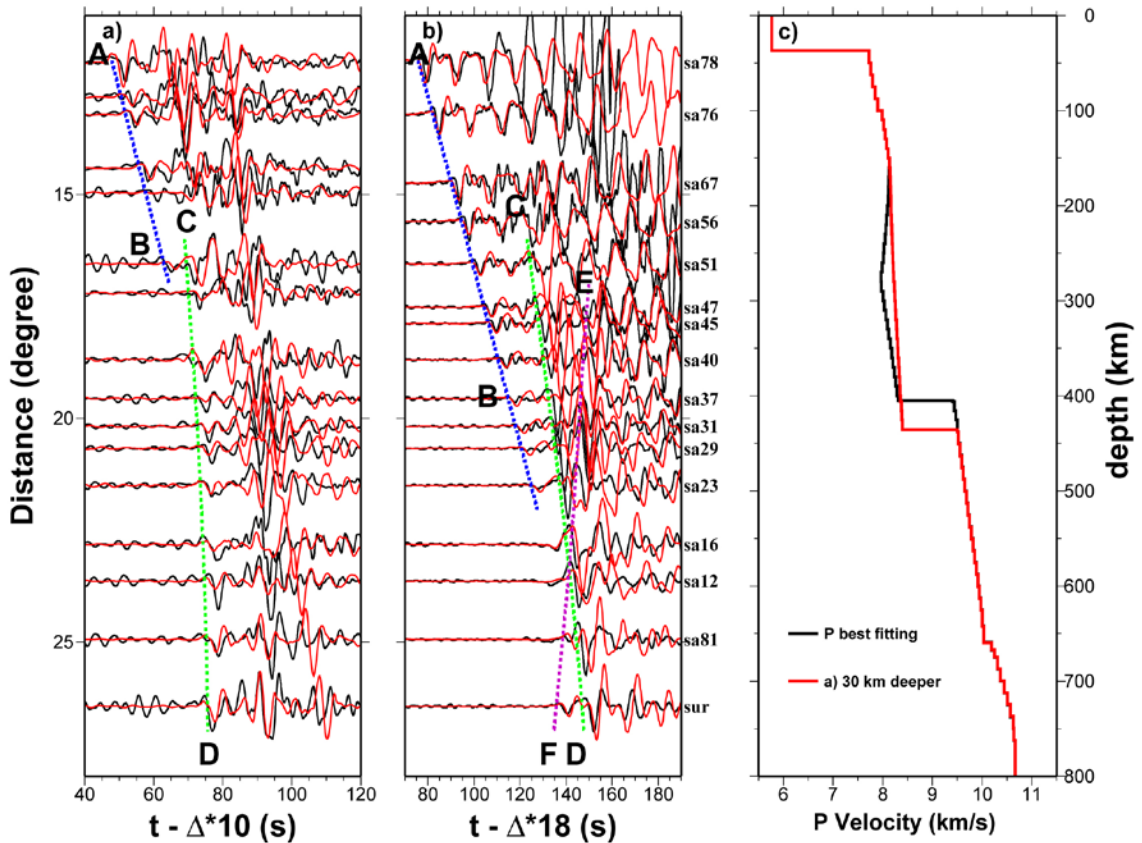 a)
b)
c)
A
B
C
D
A
B
C
E
F
D
sa78
sa76
sa67
sa56
sa51
sa47
sa45
sa40
sa37
sa31
sa29
sa23
sa16
sa12
sa81
sur
15
20
25
Distance (degree)
40 60 80 100 120
t - Δ*10 (s)
80 100 120 140 160 180
t - Δ*18 (s)
P best fitting
a) 30 km deeper
0
100
200
300
400
500
600
700
800
depth (km)
6 7 8 9 10 11
P Velocity (km/s)